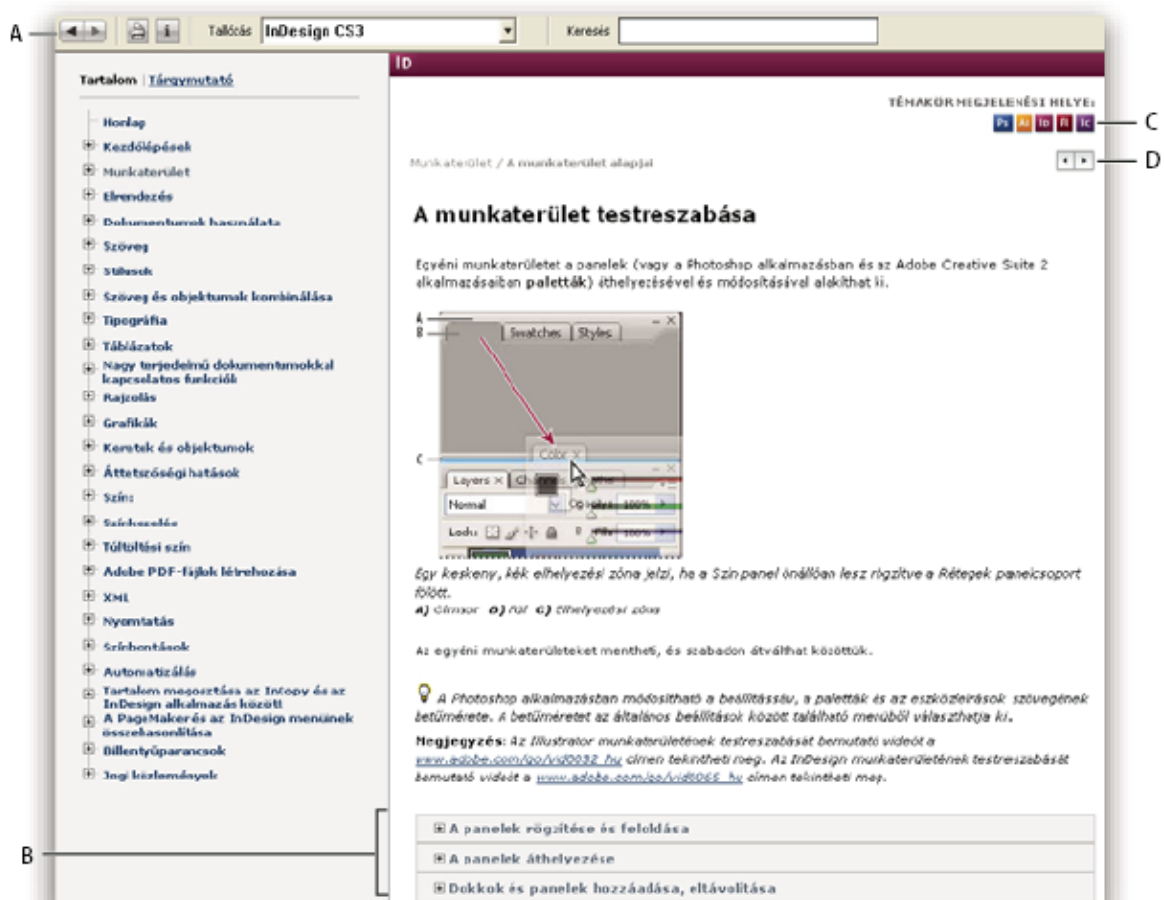 A
Tallózás InDesign CS3 Keresés
Tartalom | Tárgymutató
Honlap
Kezdőlépések
Munkaterület
Elrendezés
Dokumentumok használata
Szöveg
Stílusok
Szöveg és objektumok kombinálása
Tipográfia
Táblázatok
Nagy terjedelmű dokumentumokkal
kapcsolatos funkciók
Rajzolás
Grafikák
Keretek és objektumok
Áttetszőségi hatások
Szín:
Színkezelés
Túltöltési szín
Adobe PDF-fájlok létrehozása
XML
Nyomtatás
Színbontások
Automatizálás
Tartalom megosztása az InCopy és az
InDesign alkalmazás között
A PageMaker és az InDesign menüinek
összehasonlítása
Billentyűparancsok
Jogi közlemények
B
ID
TÉMAKÖR MEGJELENÉSI HELYE:
Ps Ai Id Fl Ic
C
Munkaterület / A munkaterület alapjai
D
A munkaterület testreszabása
Egyéni munkaterületet a panelek (vagy a Photoshop alkalmazásban és az Adobe Creative Suite 2
alkalmazásaiban paletták) áthelyezésével és módosításával alakíthat ki.
A
B
Swatches Styles
Color ×
C
Layers ×
Normal 100%
Lock: 100%
Egy keskeny, kék elhelyezési zóna jelzi, ha a Szín panel önállóan lesz rögzítve a Rétegek panelcsoport
fölött.
A) Címsor B) Fül C) Elhelyezési zóna
Az egyéni munkaterületeket mentheti, és szabadon átválthat közöttük.
A Photoshop alkalmazásban módosítható a beállítássáv, a paletták és az eszközleírások szövegének
betűmérete. A betűméretet az általános beállítások között található menüből választhatja ki.
Megjegyzés: Az Illustrator munkaterületének testreszabását bemutató videót a
www.adobe.com/go/vid0032_hu címen tekintheti meg. Az InDesign munkaterületének testreszabását
bemutató videót a www.adobe.com/go/vid0065_hu címen tekintheti meg.
A panelek rögzítése és feloldása
A panelek áthelyezése
Dokkok és panelek hozzáadása, eltávolítása